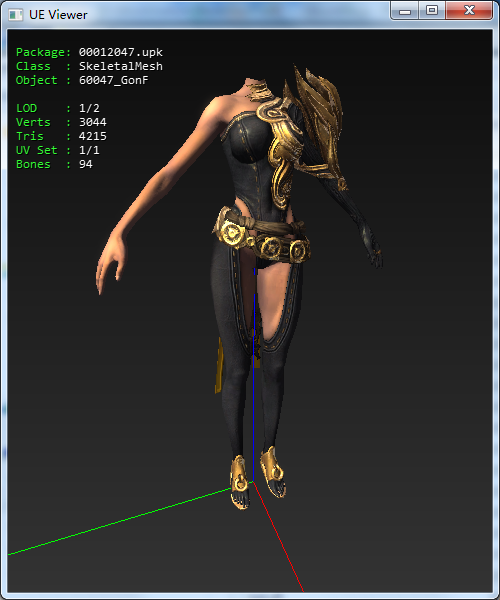 UE Viewer
Package: 00012047.upk
Class : SkeletalMesh
Object : 60047_GonF
LOD : 1/2
Verts : 3044
Tris : 4215
UV Set : 1/1
Bones : 94